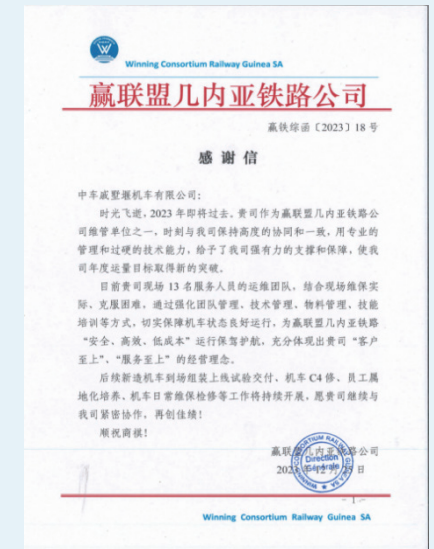 Winning Consortium Railway Guinea SA
赢联盟几内亚铁路公司
赢铁综函〔2023〕18 号
感谢信
中车戚墅堰机车有限公司:
时光飞逝,2023 年即将过去。贵司作为赢联盟几内亚铁路公
司维管单位之一,时刻与我司保持高度的协同和一致,用专业的
管理和过硬的技术能力,给予了我司强有力的支撑和保障,使我
司年度运量目标取得新的突破。
目前贵司现场 13 名服务人员的运维团队,结合现场维保实
际,克服困难,通过强化团队管理、技术管理、物料管理、技能
培训等方式,切实保障机车状态良好运行,为赢联盟几内亚铁路
“安全、高效、低成本”运行保驾护航,充分体现出贵司“客户
至上”、“服务至上”的经营理念。
后续新造机车到场组装上线试验交付、机车 C4 修、员工属
地化培养、机车日常维保检修等工作将持续开展,愿贵司继续与
我司紧密协作,再创佳绩!
顺祝商祺!
赢联盟几内亚铁路公司
2023 年 12 月 日
Direction
Générale
WINNING CONSORTIUM RAILWAY GUINEA SA
- 1 -
Winning Consortium Railway Guinea SA